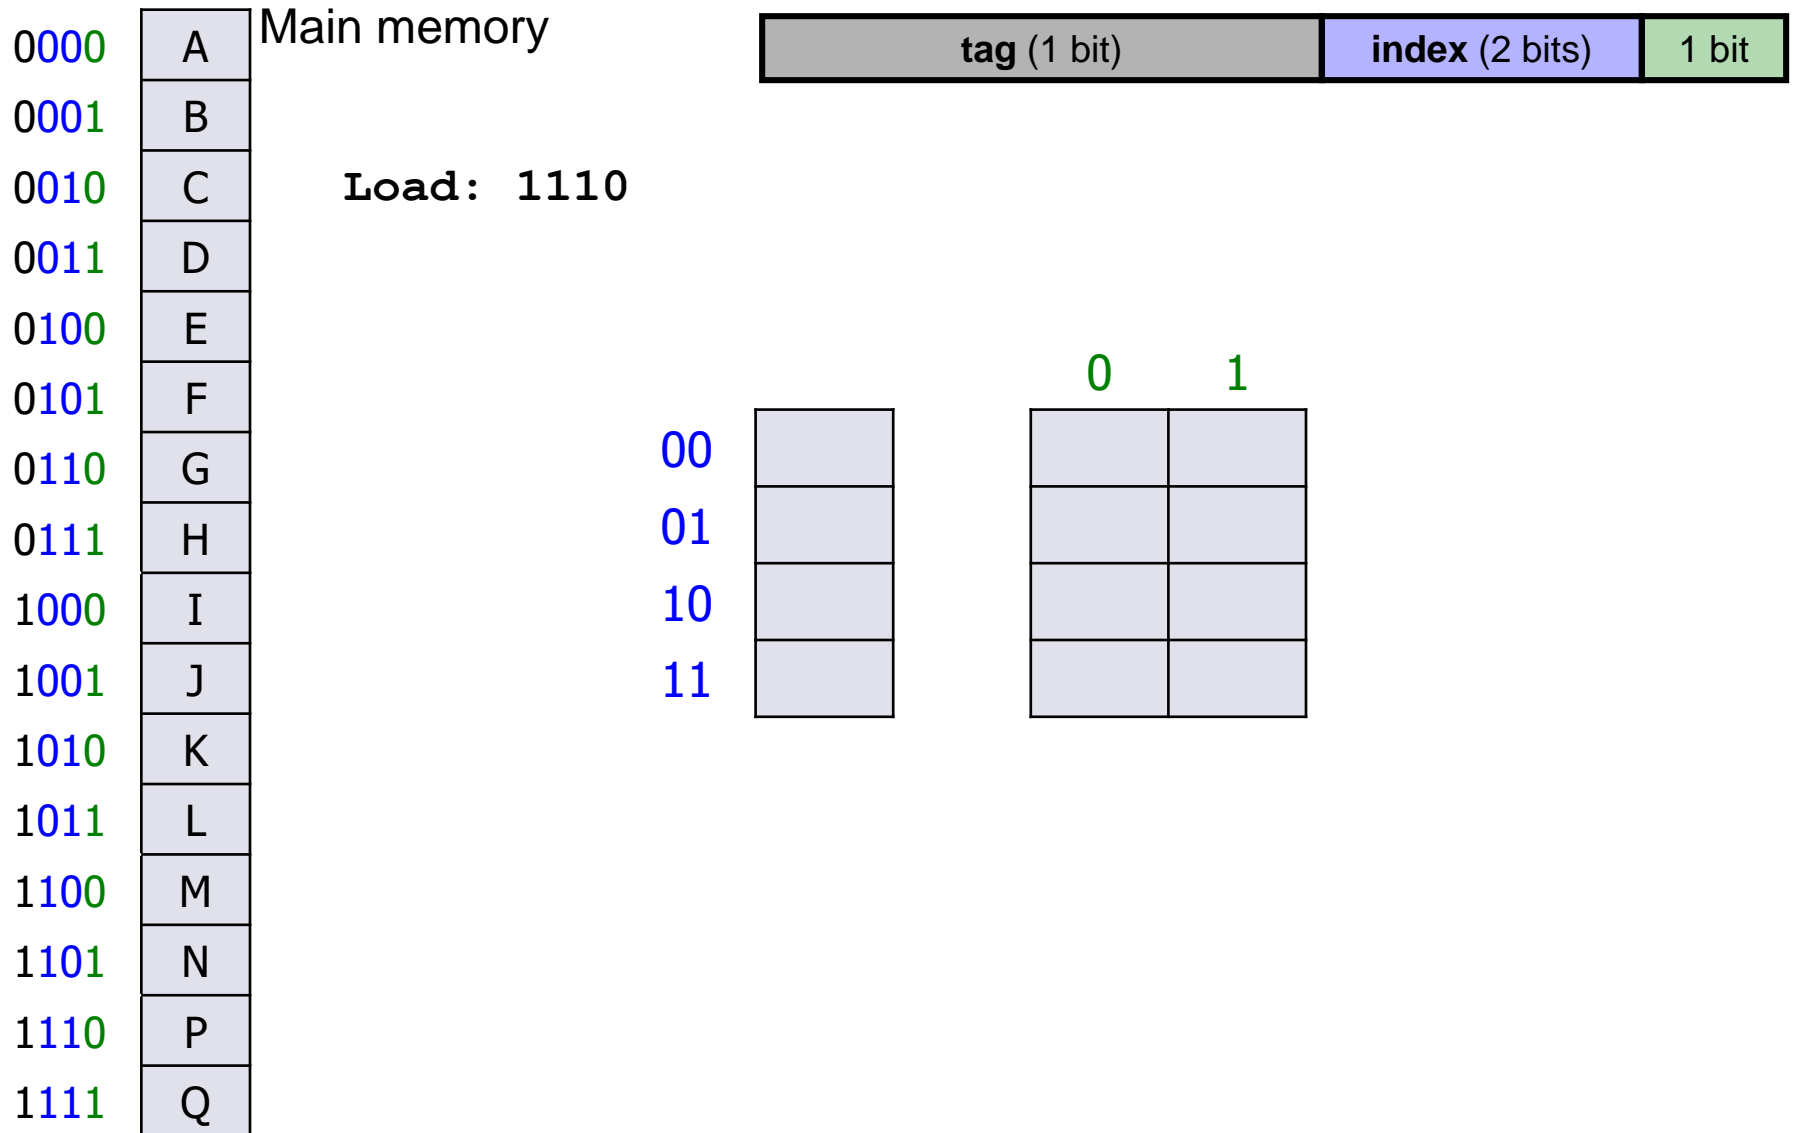 Main memory
tag (1 bit) index (2 bits) 1 bit
0000 A
0001 B
0010 C
Load: 1110
0011 D
0100 E
0101 F
0110 G
0111 H
1000 I
1001 J
1010 K
1011 L
1100 M
1101 N
1110 P
1111 Q
0 1
00
01
10
11